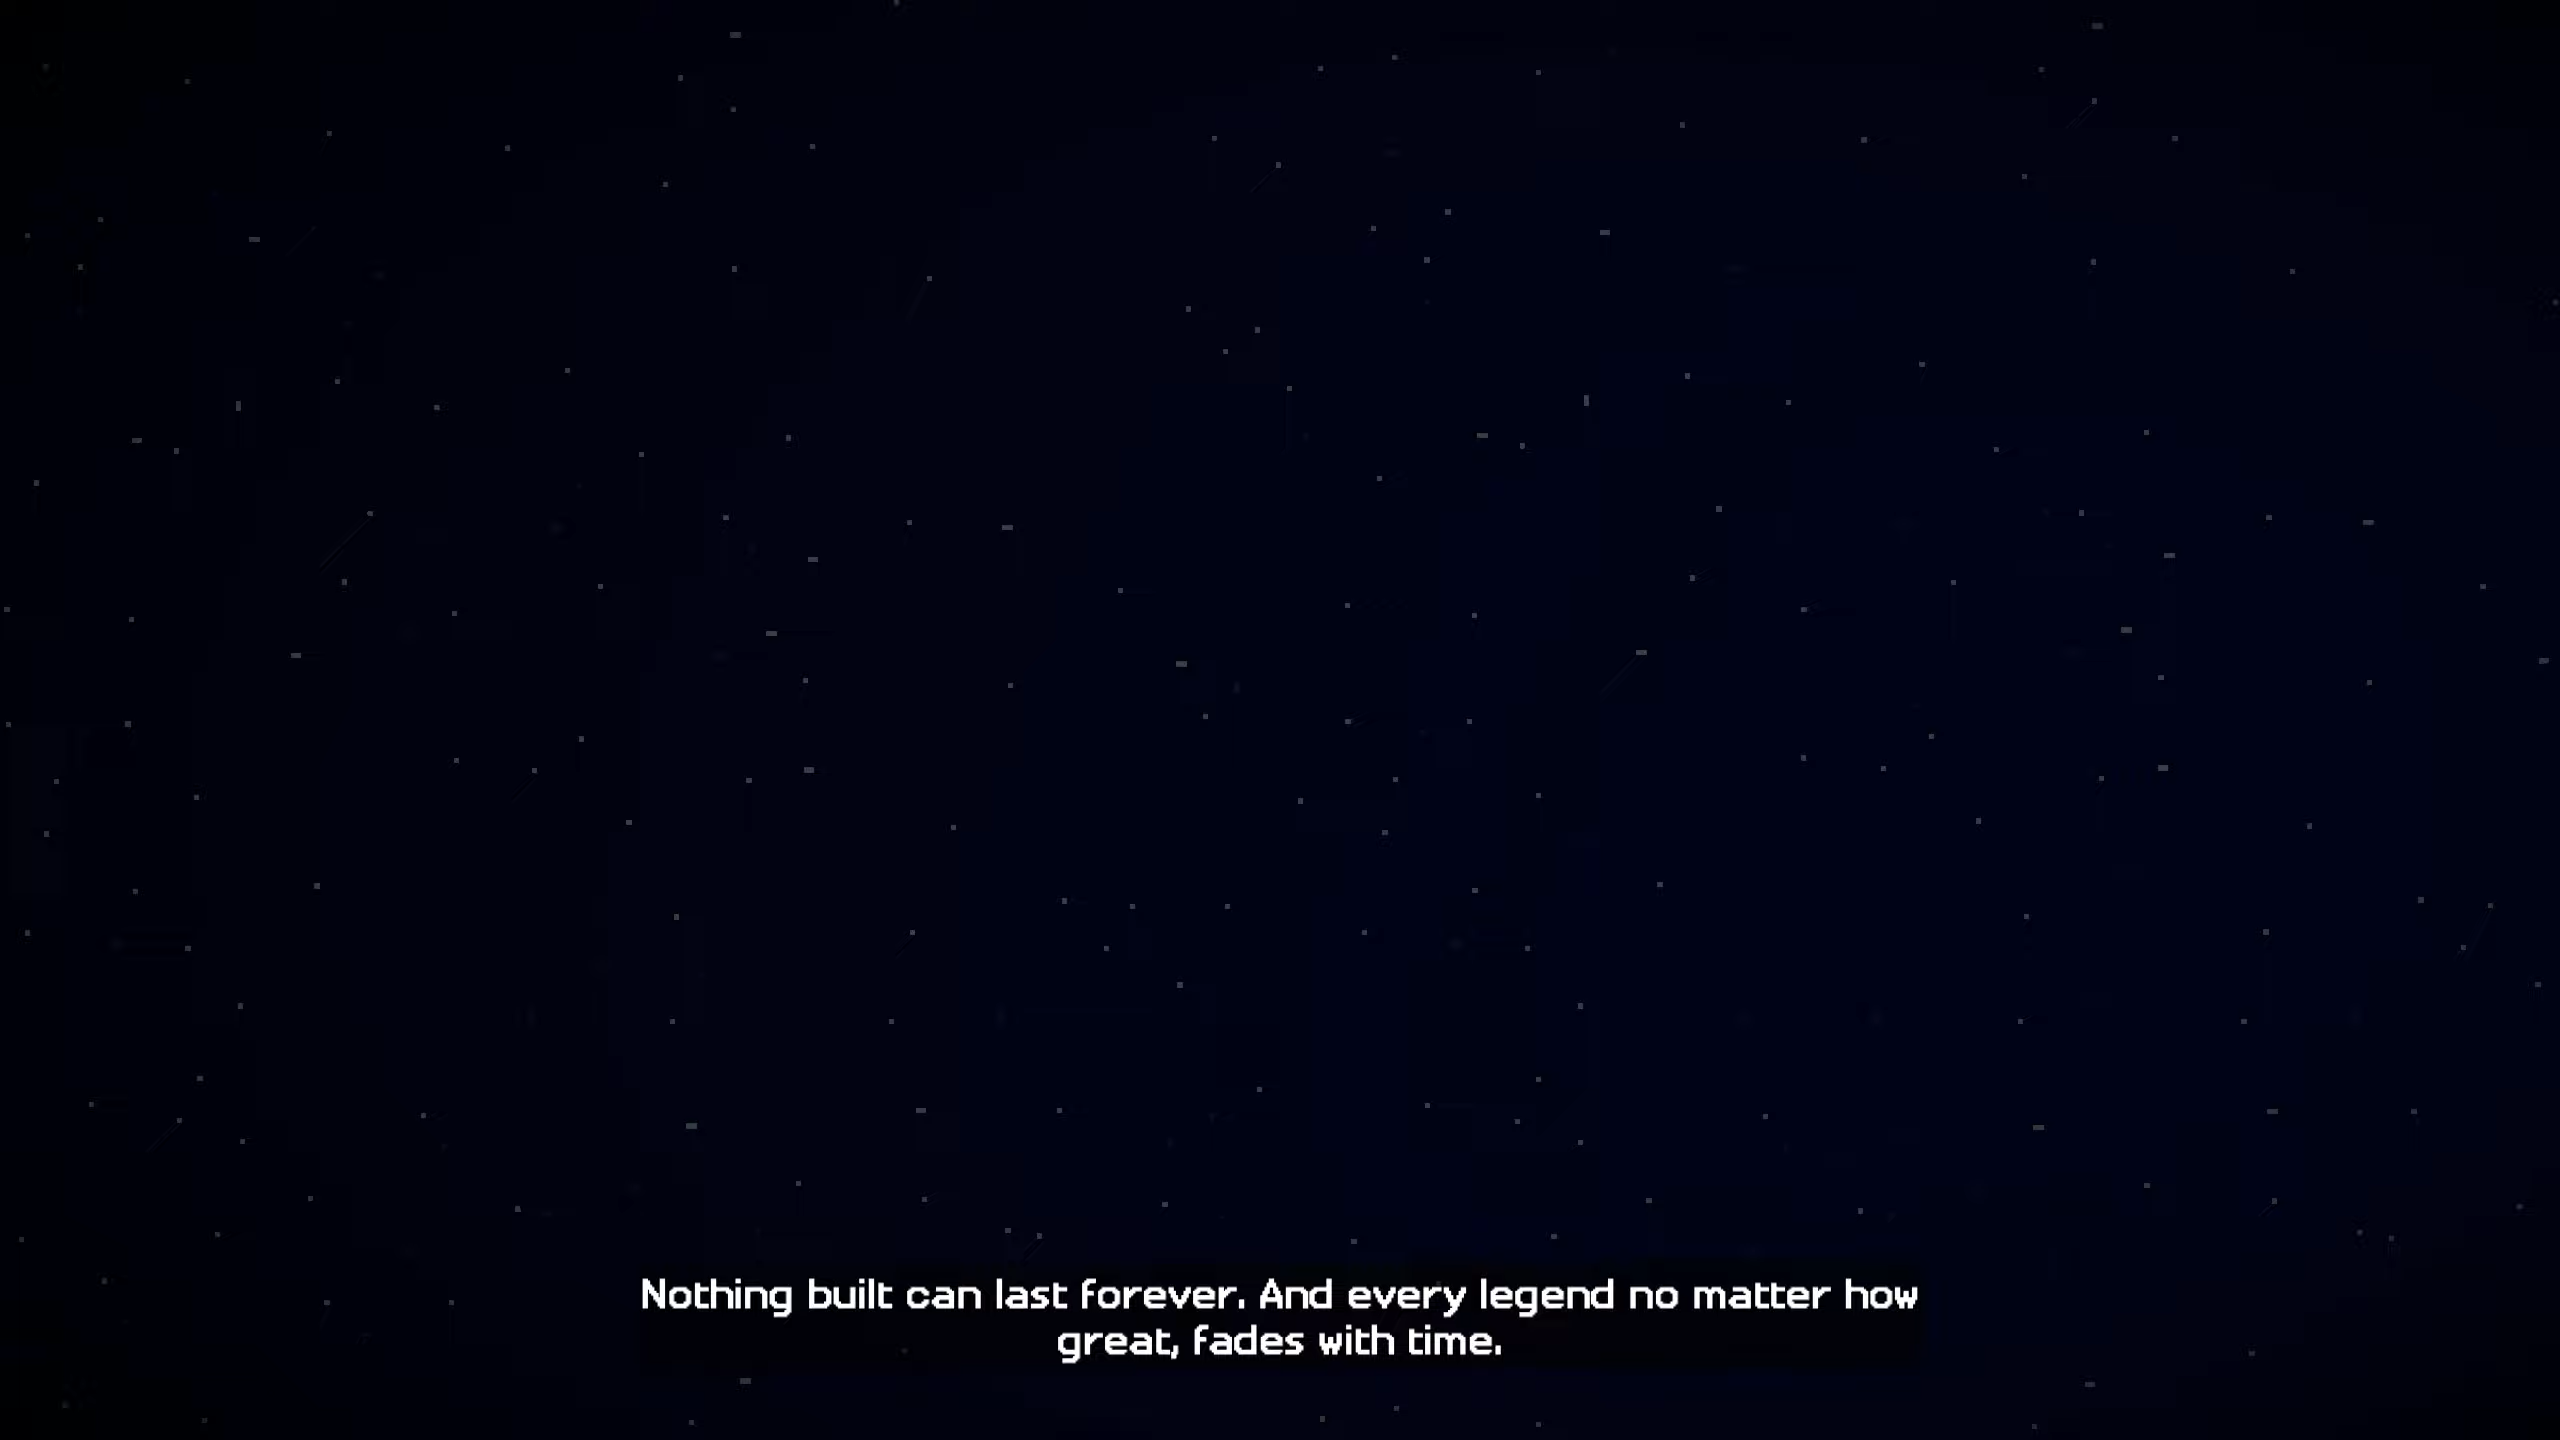 Nothing built can last forever. And every legend no matter how
great, fades with time.